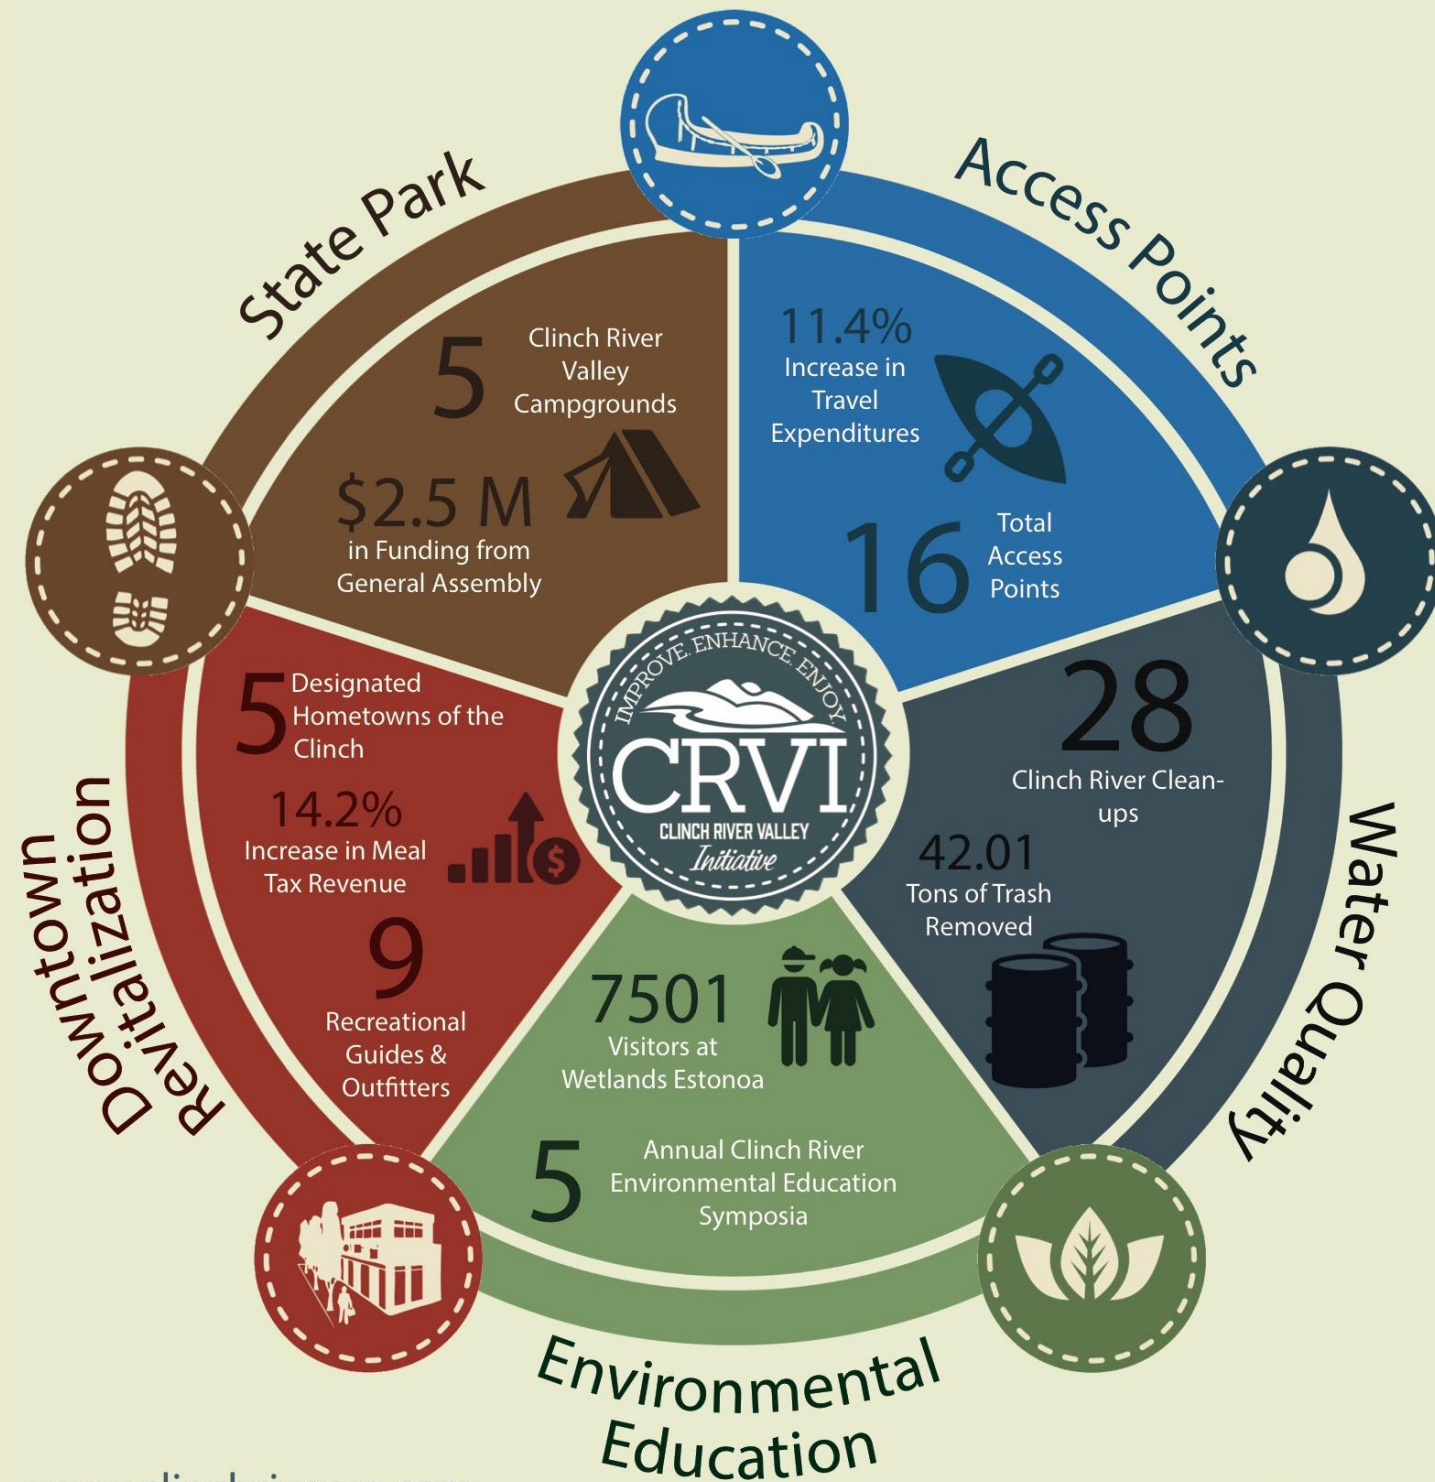 State Park
5
Clinch River
Valley
Campgrounds
$2.5 M
in Funding from
General Assembly
Access Points
11.4%
Increase in
Travel
Expenditures
16
Total
Access
Points
Water Quality
28
Clinch River Clean-
ups
42.01
Tons of Trash
Removed
Environmental
Education
7501
Visitors at
Wetlands Estonoa
5
Annual Clinch River
Environmental Education
Symposia
Downtown
Revitalization
5
Designated
Hometowns of the
Clinch
14.2%
Increase in Meal
Tax Revenue
$
9
Recreational
Guides &
Outfitters
IMPROVE. ENHANCE. ENJOY.
CRVI
CLINCH RIVER VALLEY
Initiative